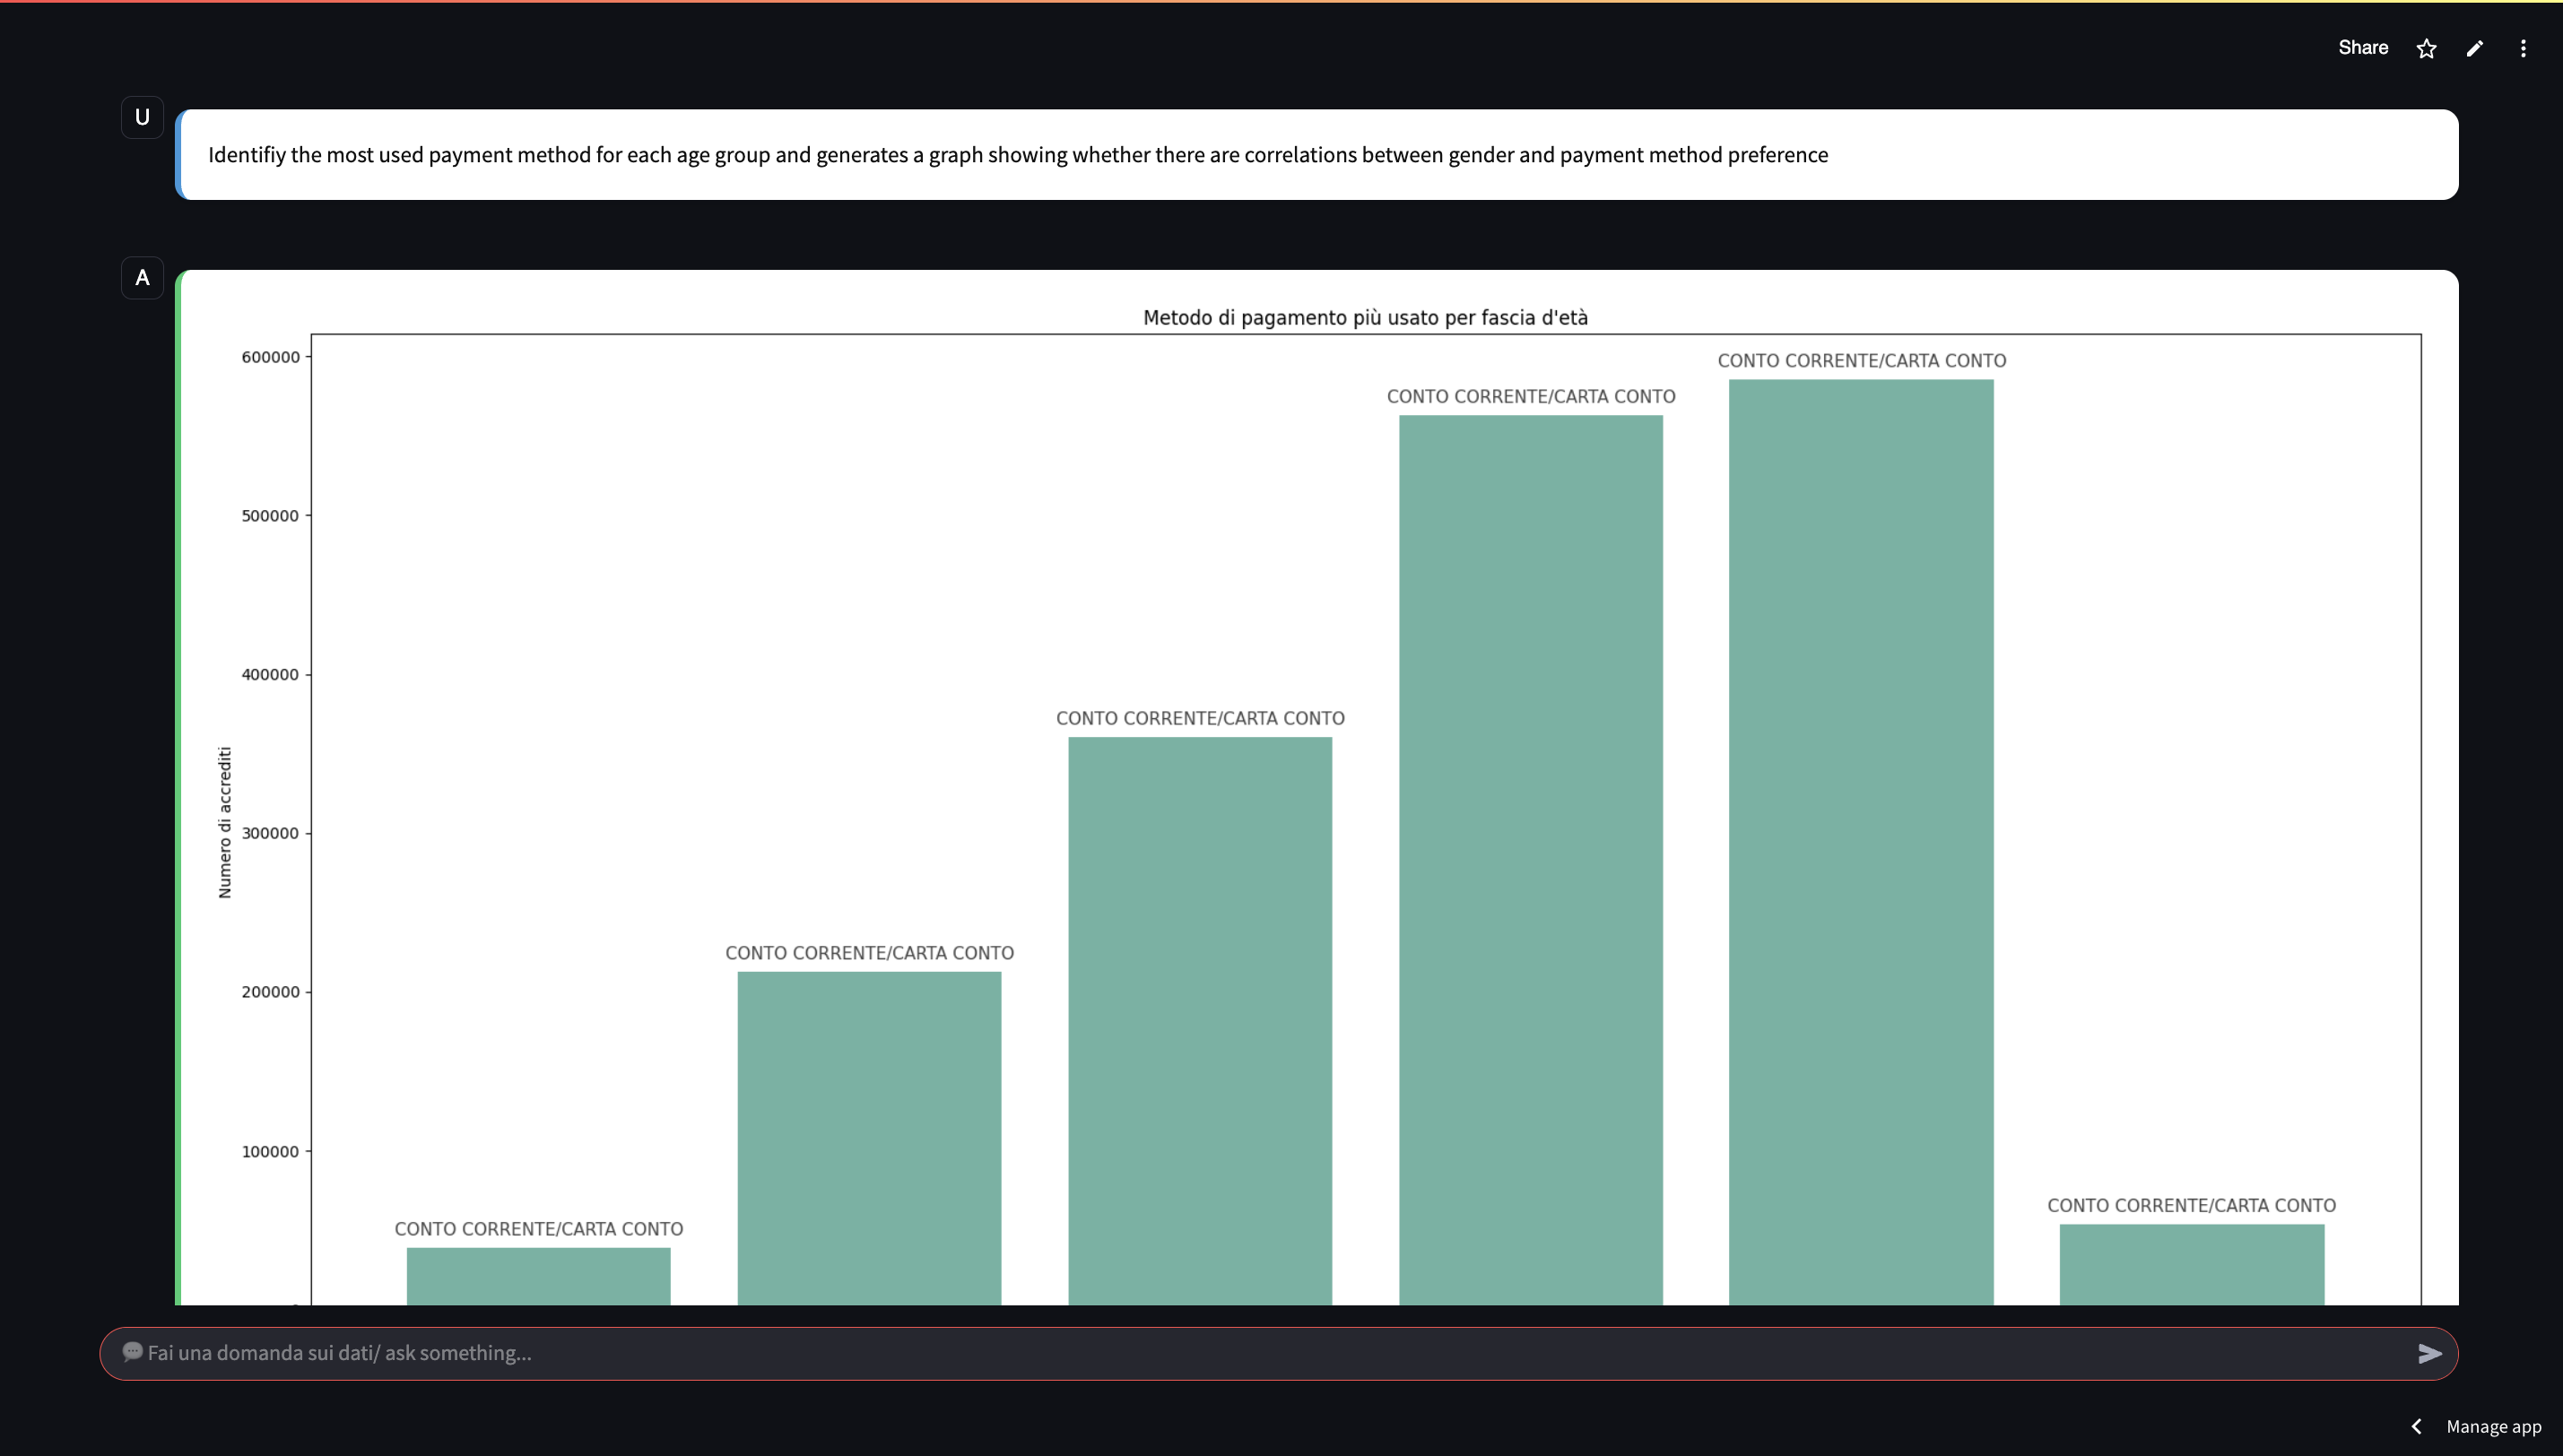 Share
U
Identifiy the most used payment method for each age group and generates a graph showing whether there are correlations between gender and payment method preference
A
Metodo di pagamento più usato per fascia d'età
600000
500000
400000
300000
200000
100000
Numero di accrediti
CONTO CORRENTE/CARTA CONTO
CONTO CORRENTE/CARTA CONTO
CONTO CORRENTE/CARTA CONTO
CONTO CORRENTE/CARTA CONTO
CONTO CORRENTE/CARTA CONTO
CONTO CORRENTE/CARTA CONTO
Fai una domanda sui dati/ ask something...
Manage app